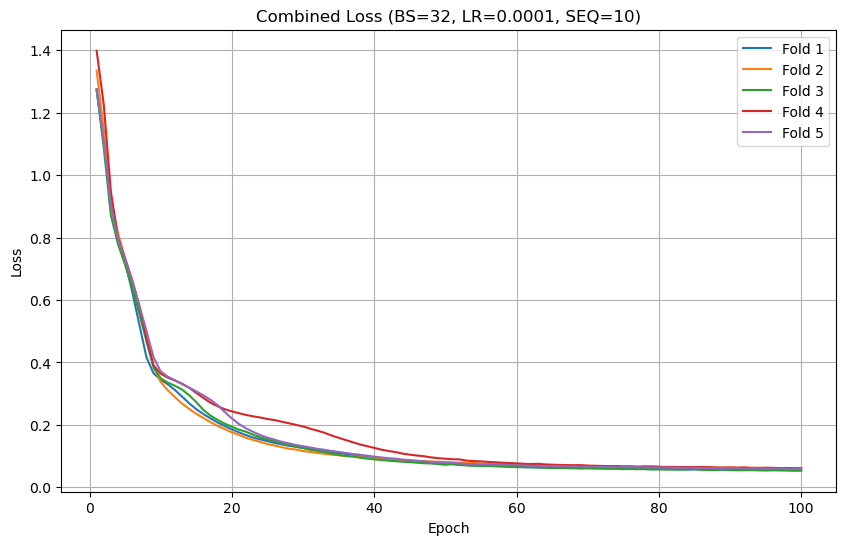 Combined Loss (BS=32, LR=0.0001, SEQ=10)
Fold 1
Fold 2
Fold 3
Fold 4
Fold 5
Loss
1.4
1.2
1.0
0.8
0.6
0.4
0.2
0.0
0 20 40 60 80 100
Epoch